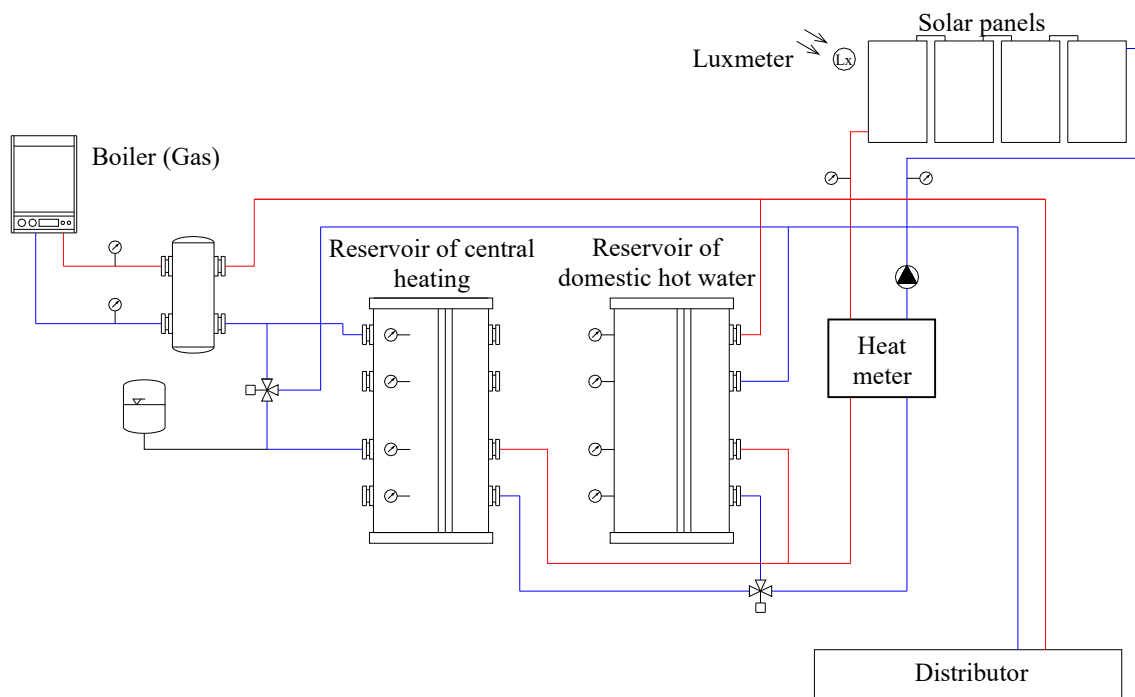 Solar panels
Luxmeter
Lx
Boiler (Gas)
Reservoir of central
heating
Reservoir of
domestic hot water
Heat
meter
Distributor